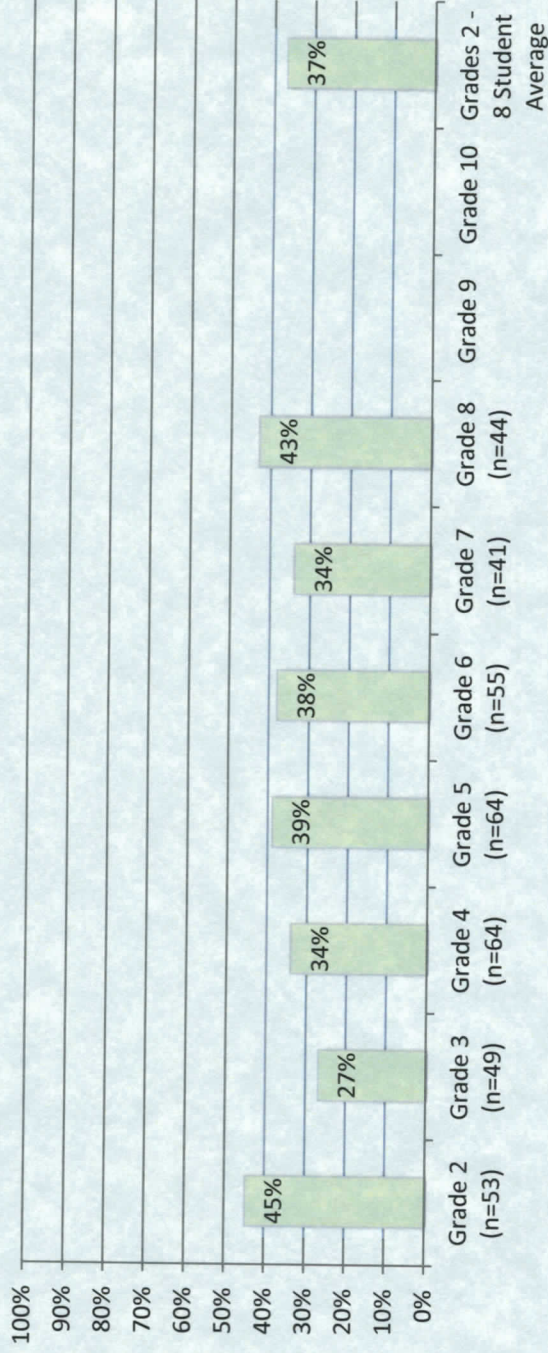 100%
90%
80%
70%
60%
50%
40%
30%
20%
10%
0%
45%
27%
34%
39%
38%
34%
43%
37%
Grade 2
(n=53)
Grade 3
(n=49)
Grade 4
(n=64)
Grade 5
(n=64)
Grade 6
(n=55)
Grade 7
(n=41)
Grade 8
(n=44)
Grade 9
Grade 10
Grades 2 -
8 Student
Average